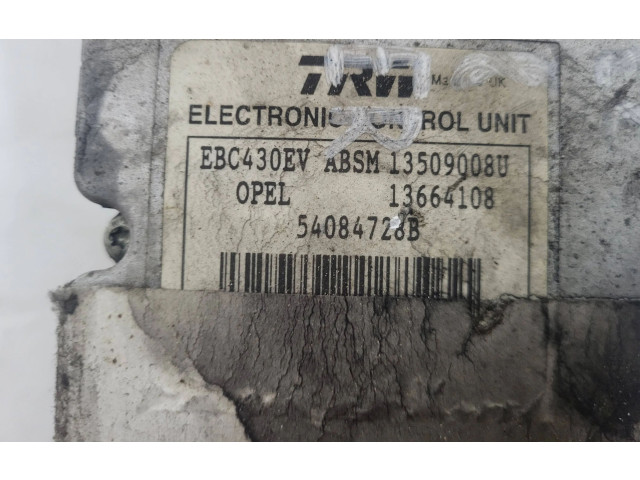 TRW
ELECTRONIC CONTROL UNIT
EBC430EV ABSM 13509008U
OPEL 13664108
54084728B